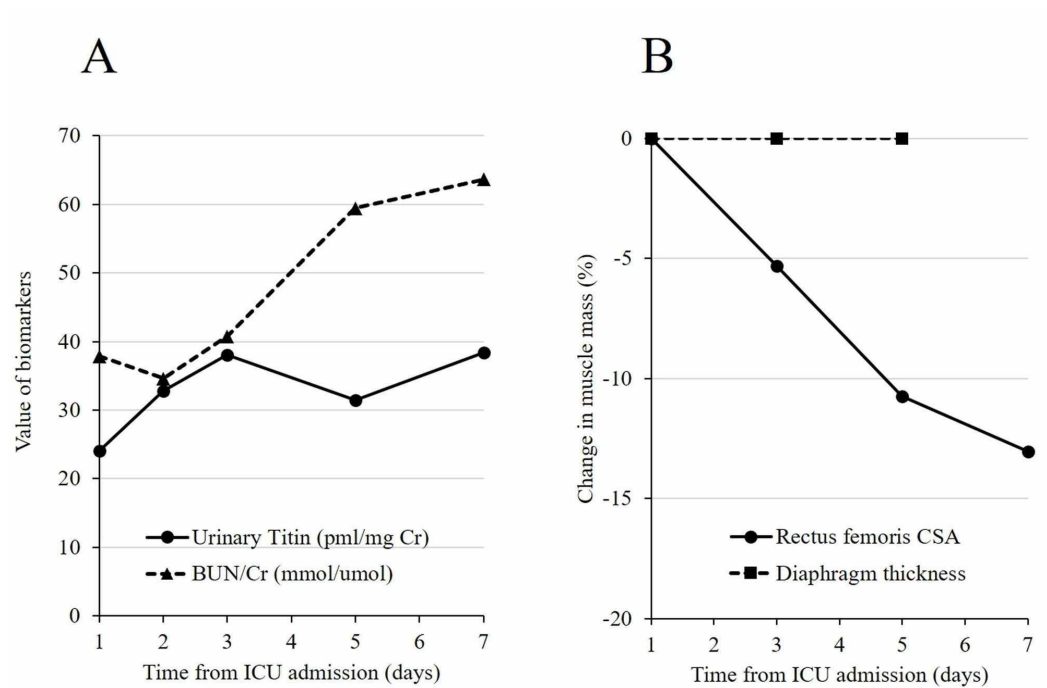 A
70
60
50
40
30
20
10
0
Value of biomarkers
Urinary Titin (pml/mg Cr)
BUN/Cr (mmol/umol)
1 2 3 4 5 6 7
Time from ICU admission (days)
B
0
-5
-10
-15
-20
Change in muscle mass (%)
Rectus femoris CSA
Diaphragm thickness
1 2 3 4 5 6 7
Time from ICU admission (days)